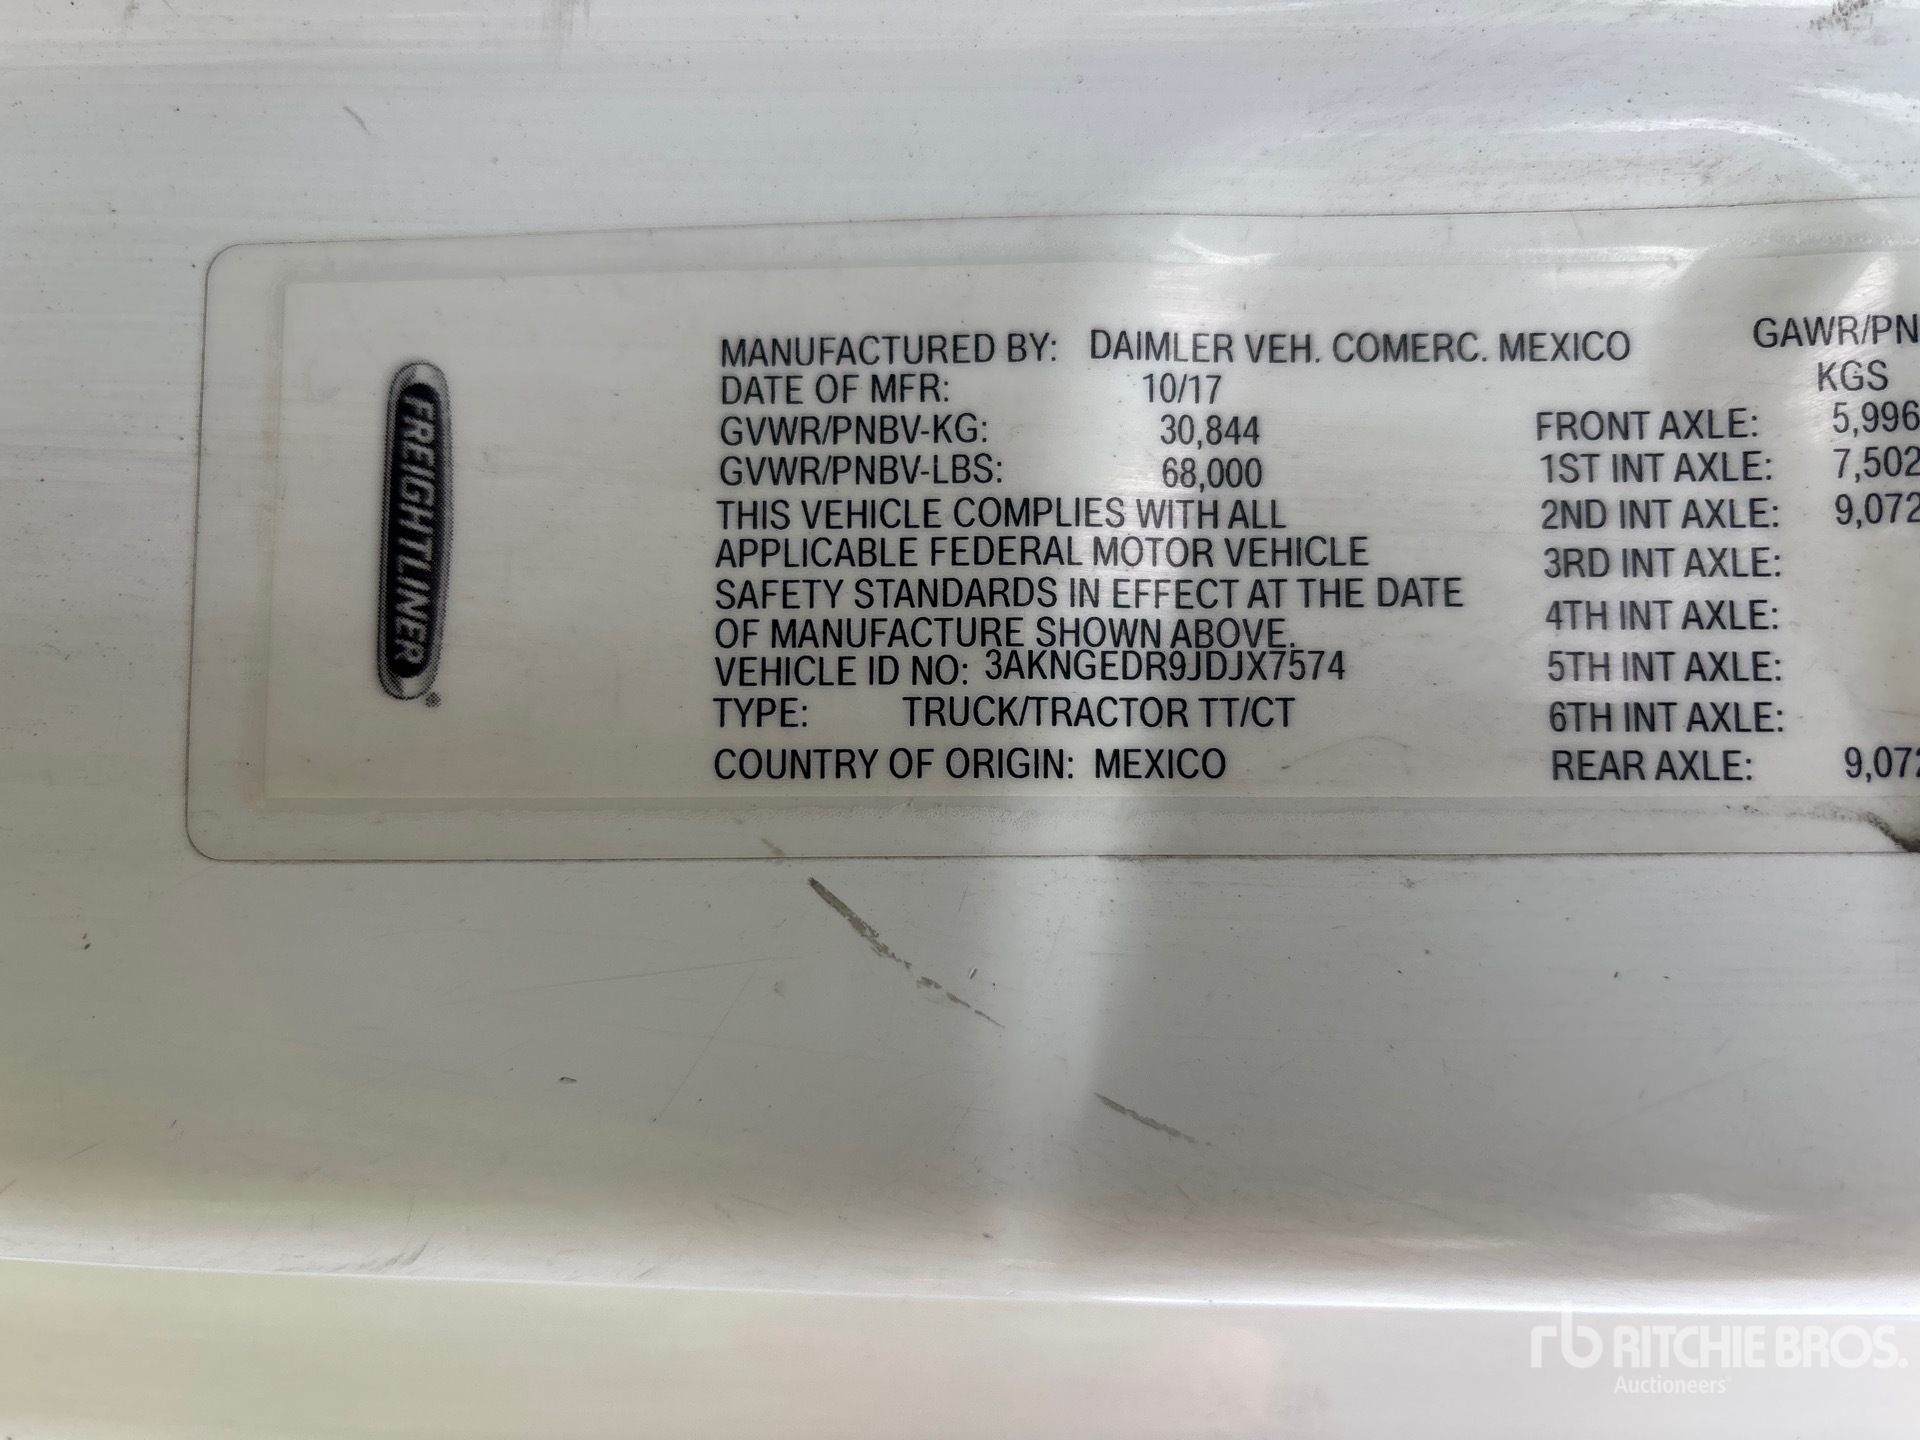 FREIGHTLINER®
MANUFACTURED BY: DAIMLER VEH. COMERC. MEXICO
DATE OF MFR: 10/17
GVWR/PNBV-KG: 30,844
GVWR/PNBV-LBS: 68,000
THIS VEHICLE COMPLIES WITH ALL
APPLICABLE FEDERAL MOTOR VEHICLE
SAFETY STANDARDS IN EFFECT AT THE DATE
OF MANUFACTURE SHOWN ABOVE.
VEHICLE ID NO: 3AKNGEDR9JDJX7574
TYPE: TRUCK/TRACTOR TT/CT
COUNTRY OF ORIGIN: MEXICO
GAWR/PN
KGS
FRONT AXLE: 5,996
1ST INT AXLE: 7,502
2ND INT AXLE: 9,072
3RD INT AXLE:
4TH INT AXLE:
5TH INT AXLE:
6TH INT AXLE:
REAR AXLE: 9,072
rb RITCHIE BROS.
Auctioneers